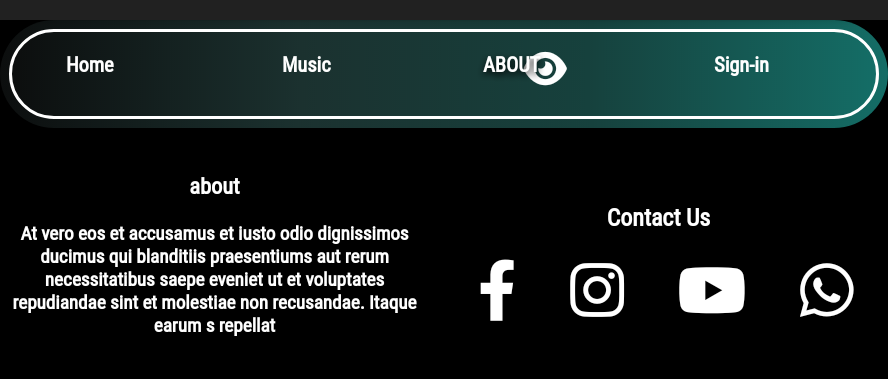 Home Music ABOUT Sign-in
about
At vero eos et accusamus et iusto odio dignissimos
ducimus qui blanditiis praesentiums aut rerum
necessitatibus saepe eveniet ut et voluptates
repudiandae sint et molestiae non recusandae. Itaque
earum s repellat
Contact Us